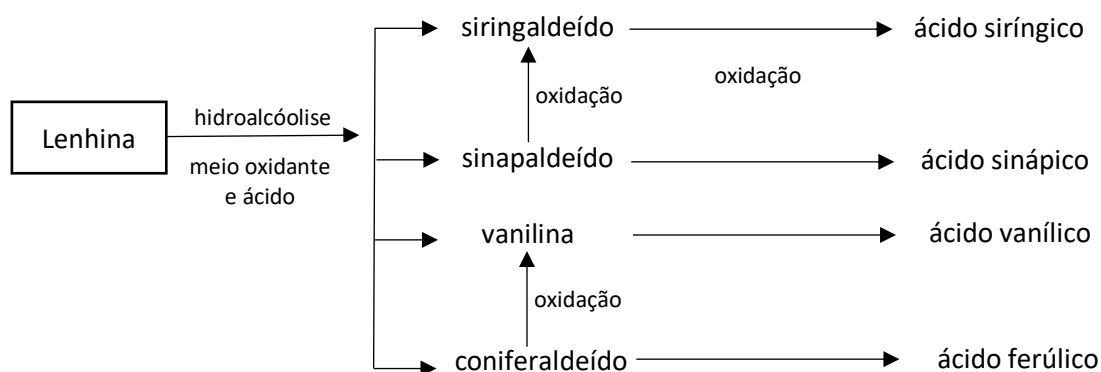 siringaldeído
ácido siríngico
oxidação
oxidação
Lenhina
hidroalcóolise
meio oxidante
e ácido
sinapaldeído
ácido sinápico
vanilina
ácido vanílico
oxidação
coniferaldeído
ácido ferúlico